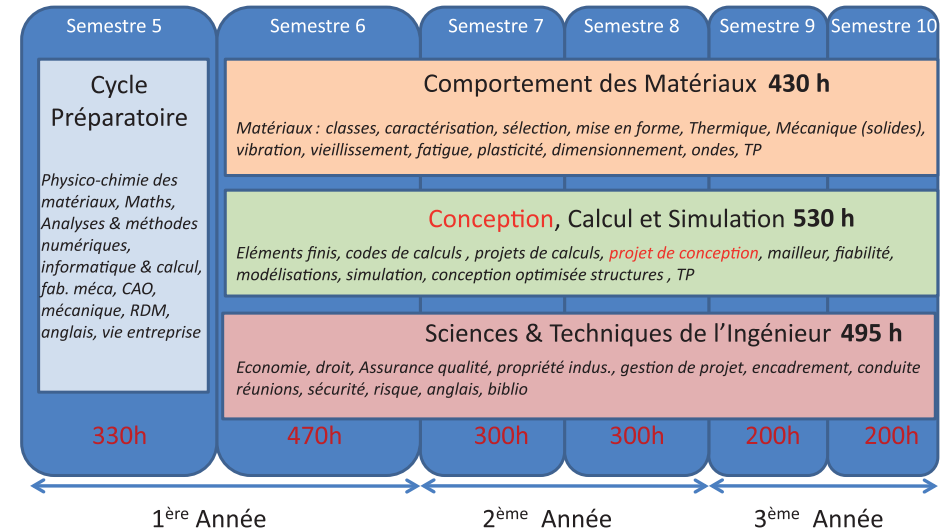 Semestre 5
Semestre 6
Semestre 7
Semestre 8
Semestre 9
Semestre 10
Cycle
Préparatoire
Physico-chimie des
matériaux, Maths,
Analyses & méthodes
numériques,
informatique & calcul,
fab. méca, CAO,
mécanique, RDM,
anglais, vie entreprise
Comportement des Matériaux 430 h
Matériaux : classes, caractérisation, sélection, mise en forme, Thermique, Mécanique (solides),
vibration, vieillissement, fatigue, plasticité, dimensionnement, ondes, TP
Conception, Calcul et Simulation 530 h
Eléments finis, codes de calculs , projets de calculs, projet de conception, mailleur, fiabilité,
modélisations, simulation, conception optimisée structures , TP
Sciences & Techniques de l’Ingénieur 495 h
Economie, droit, Assurance qualité, propriété indus., gestion de projet, encadrement, conduite
réunions, sécurité, risque, anglais, biblio
330h
470h
300h
300h
200h
200h
1ère Année
2ème Année
3ème Année